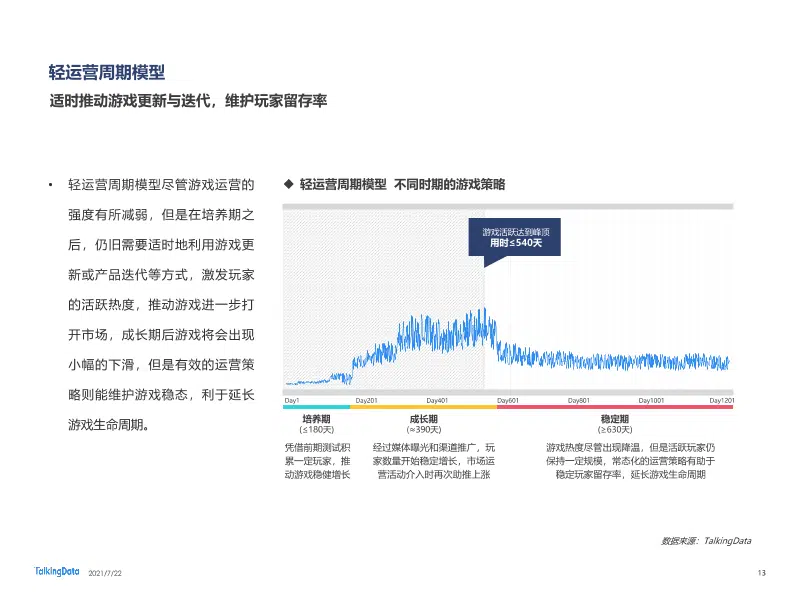 轻运营周期模型
适时推动游戏更新与迭代，维护玩家留存率
• 轻运营周期模型尽管游戏运营的
强度有所减弱，但是在培养期之
后，仍旧需要适时地利用游戏更
新或产品迭代等方式，激发玩家
的活跃热度，推动游戏进一步打
开市场，成长期后游戏将会出现
小幅的下滑，但是有效的运营策
略则能维护游戏稳态，利于延长
游戏生命周期。
◆ 轻运营周期模型 不同时期的游戏策略
游戏活跃达到峰顶
用时≤540天
Day1 Day201 Day401 Day601 Day801 Day1001 Day1201
培养期
(≤180天)
凭借前期测试积
累一定玩家，推
动游戏稳健增长
成长期
(≈390天)
经过媒体曝光和渠道推广，玩
家数量开始稳定增长，市场运
营活动介入时再次助推上涨
稳定期
(≥630天)
游戏热度尽管出现降温，但是活跃玩家仍
保持一定规模，常态化的运营策略有助于
稳定玩家留存率，延长游戏生命周期
数据来源：TalkingData
TalkingData 2021/7/22
13